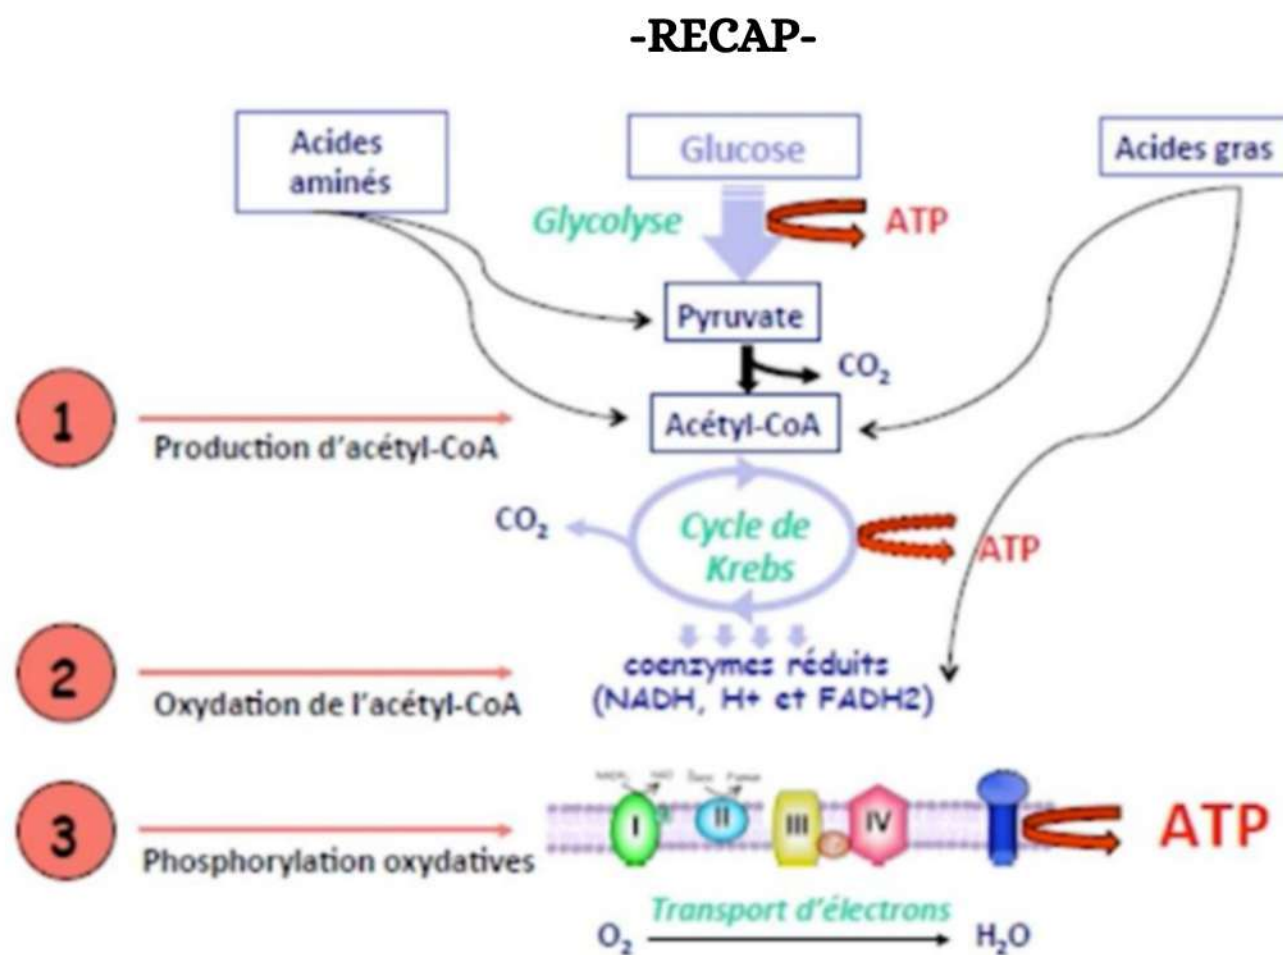 -RECAP-
Acides
aminés
Glucose
Acides gras
Glycolyse
ATP
Pyruvate
CO₂
1
Production d'acétyl-CoA
Acétyl-CoA
CO₂
Cycle de
Krebs
ATP
2
Oxydation de l'acétyl-CoA
coenzymes réduits
(NADH, H+ et FADH2)
3
Phosphorylation oxydatives
I
II
III
IV
ATP
Transport d'électrons
O₂
H₂O